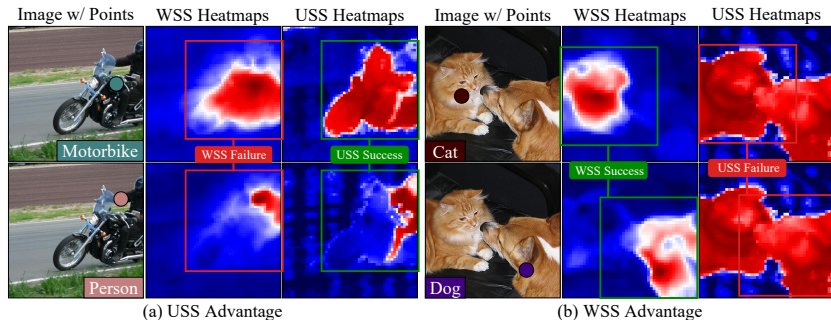 Image w/ Points WSS Heatmaps USS Heatmaps Image w/ Points WSS Heatmaps USS Heatmaps
Motorbike WSS Failure USS Success Cat WSS Success USS Failure
Person Dog
(a) USS Advantage (b) WSS Advantage